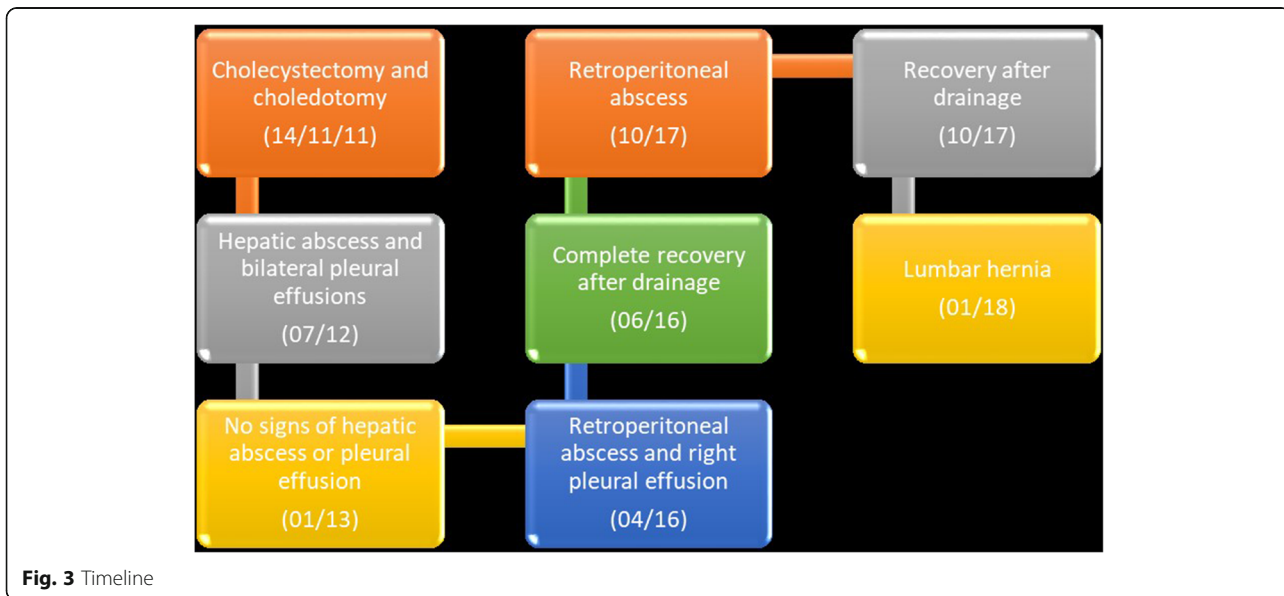 Cholecystectomy and
choledotomy
(14/11/11)
Hepatic abscess and
bilateral pleural
effusions
(07/12)
No signs of hepatic
abscess or pleural
effusion
(01/13)
Retroperitoneal
abscess and right
pleural effusion
(04/16)
Complete recovery
after drainage
(06/16)
Retroperitoneal
abscess
(10/17)
Recovery after
drainage
(10/17)
Lumbar hernia
(01/18)
Fig. 3 Timeline